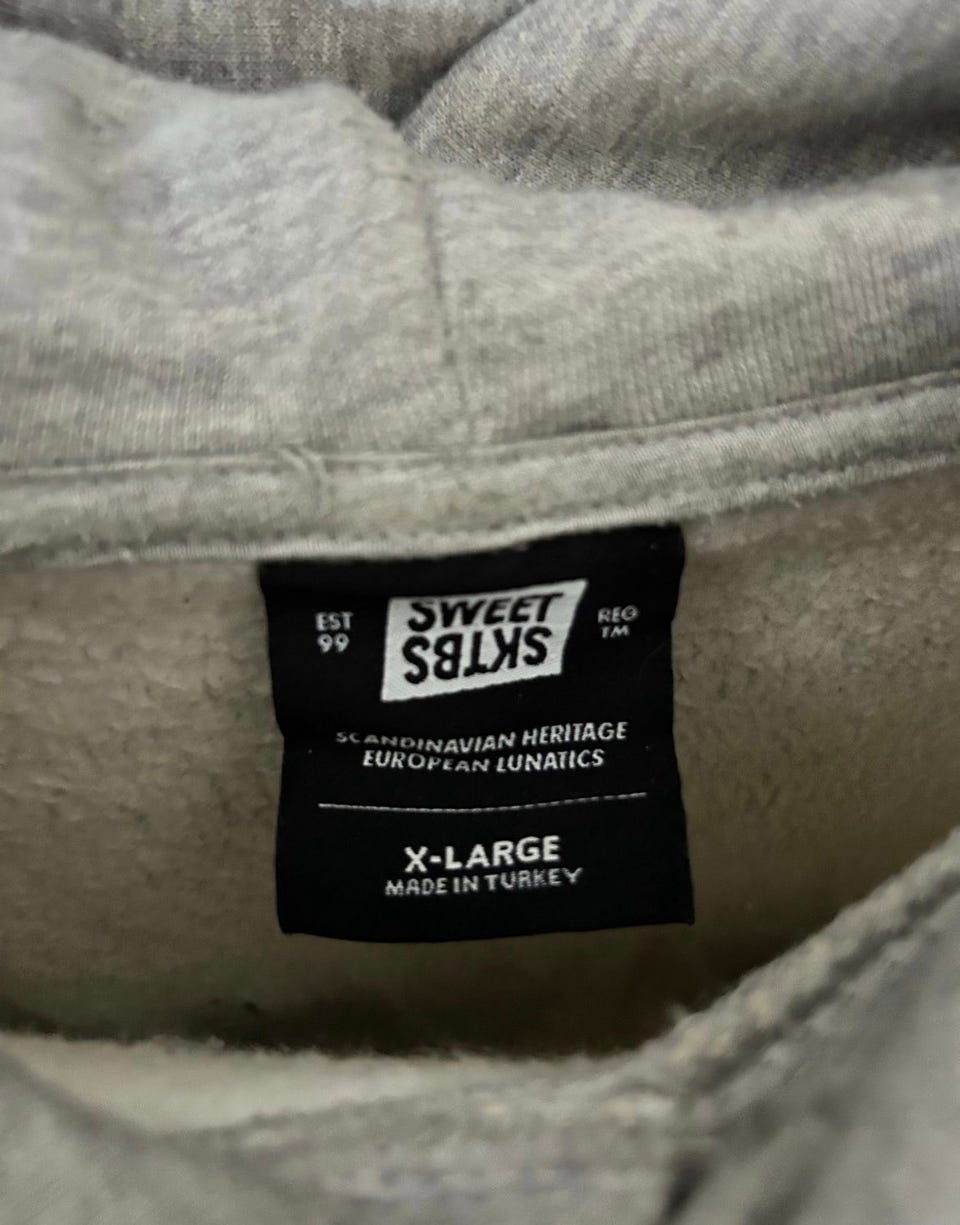 EST
99
SWEET
SKTBS
REG
TM
SCANDINAVIAN HERITAGE
EUROPEAN LUNATICS
X-LARGE
MADE IN TURKEY